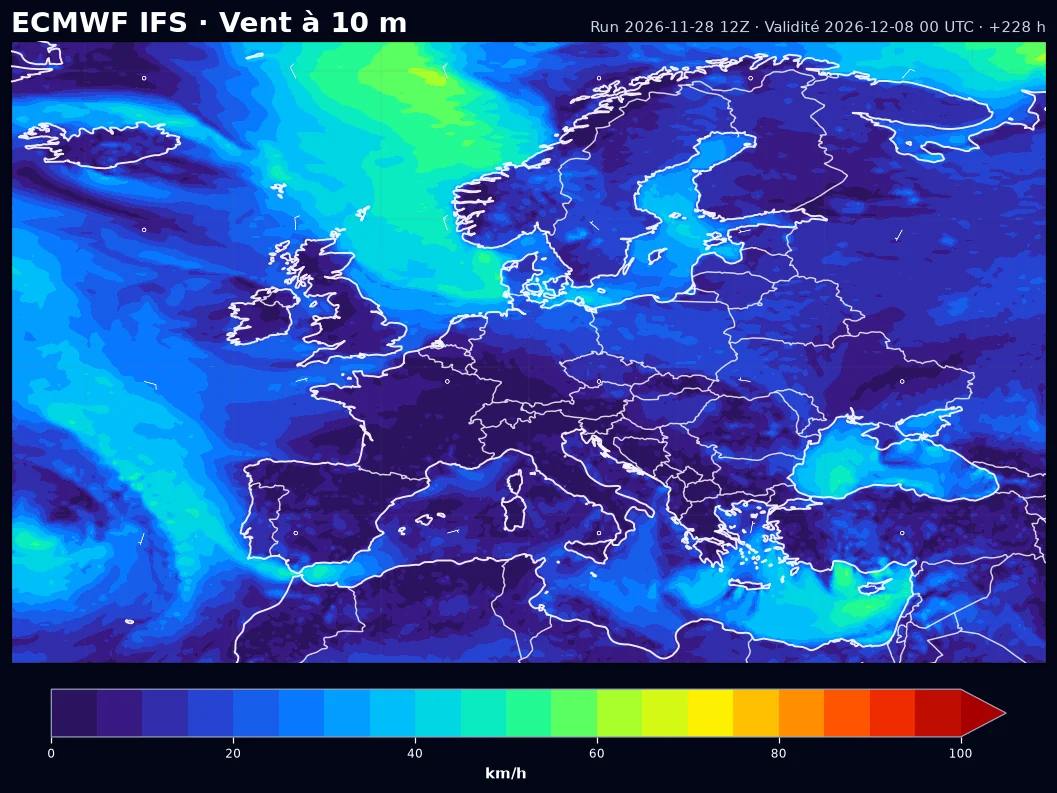 ECMWF IFS · Vent à 10 m
Run 2026-11-28 12Z · Validité 2026-12-08 00 UTC · +228 h
0 20 40 60 80 100
km/h